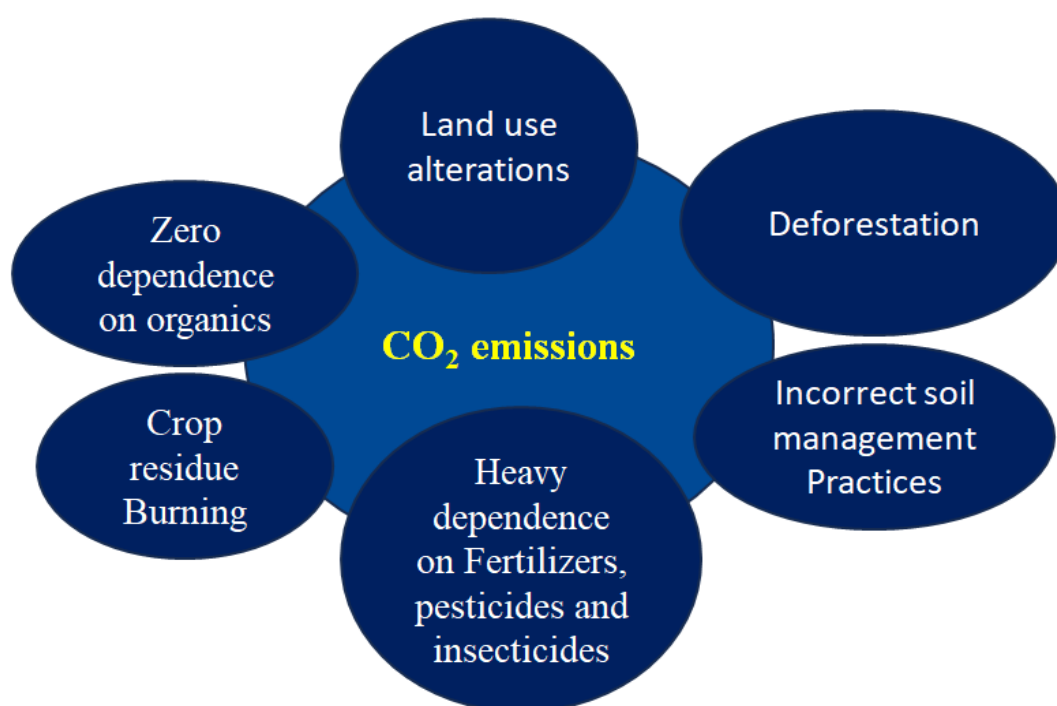 Land use
alterations
Deforestation
Zero
dependence
on organics
CO₂ emissions
Incorrect soil
management
Practices
Crop
residue
Burning
Heavy
dependence
on Fertilizers,
pesticides and
insecticides